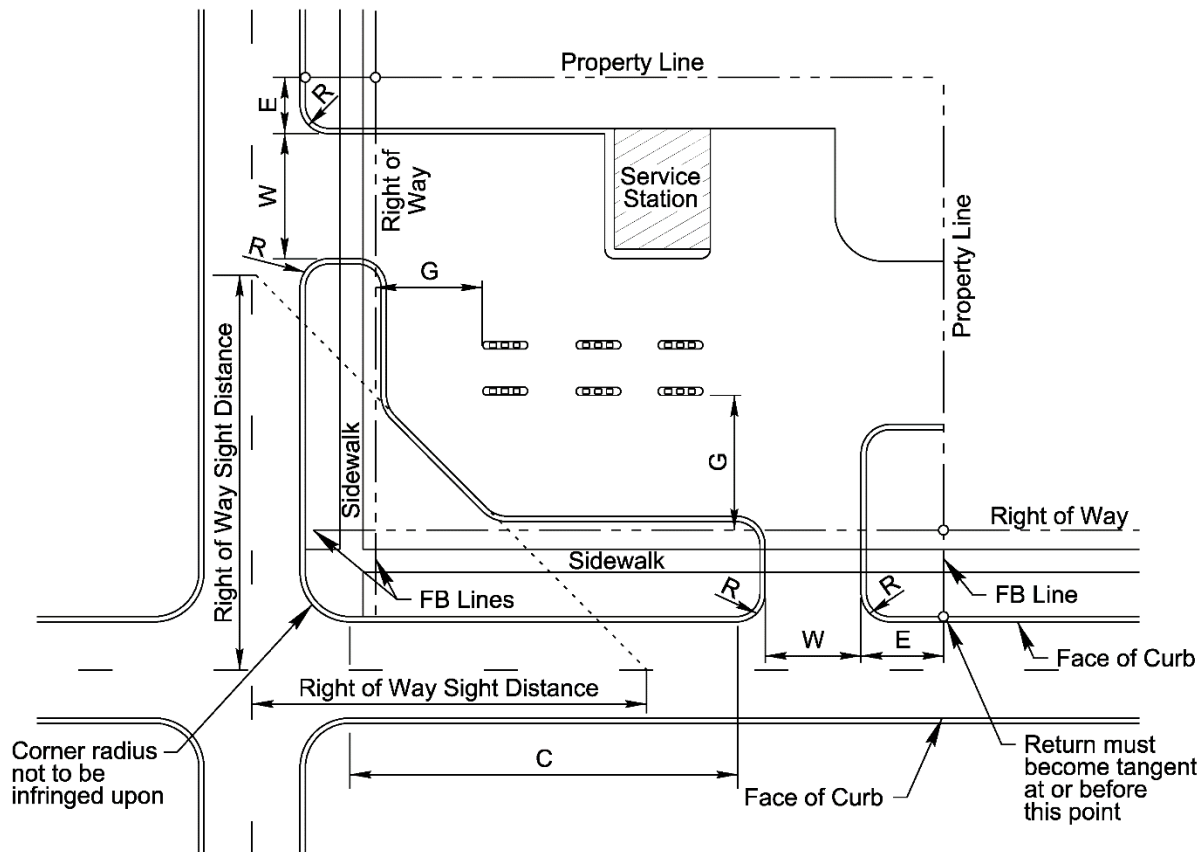 Property Line
E
R
W
Right of
Way
Service
Station
Property Line
R
G
Right of Way Sight Distance
Sidewalk
G
Right of Way
Sidewalk
FB Lines
R
R
FB Line
W
E
Face of Curb
Right of Way Sight Distance
Corner radius
not to be
infringed upon
C
Face of Curb
Return must
become tangent
at or before
this point